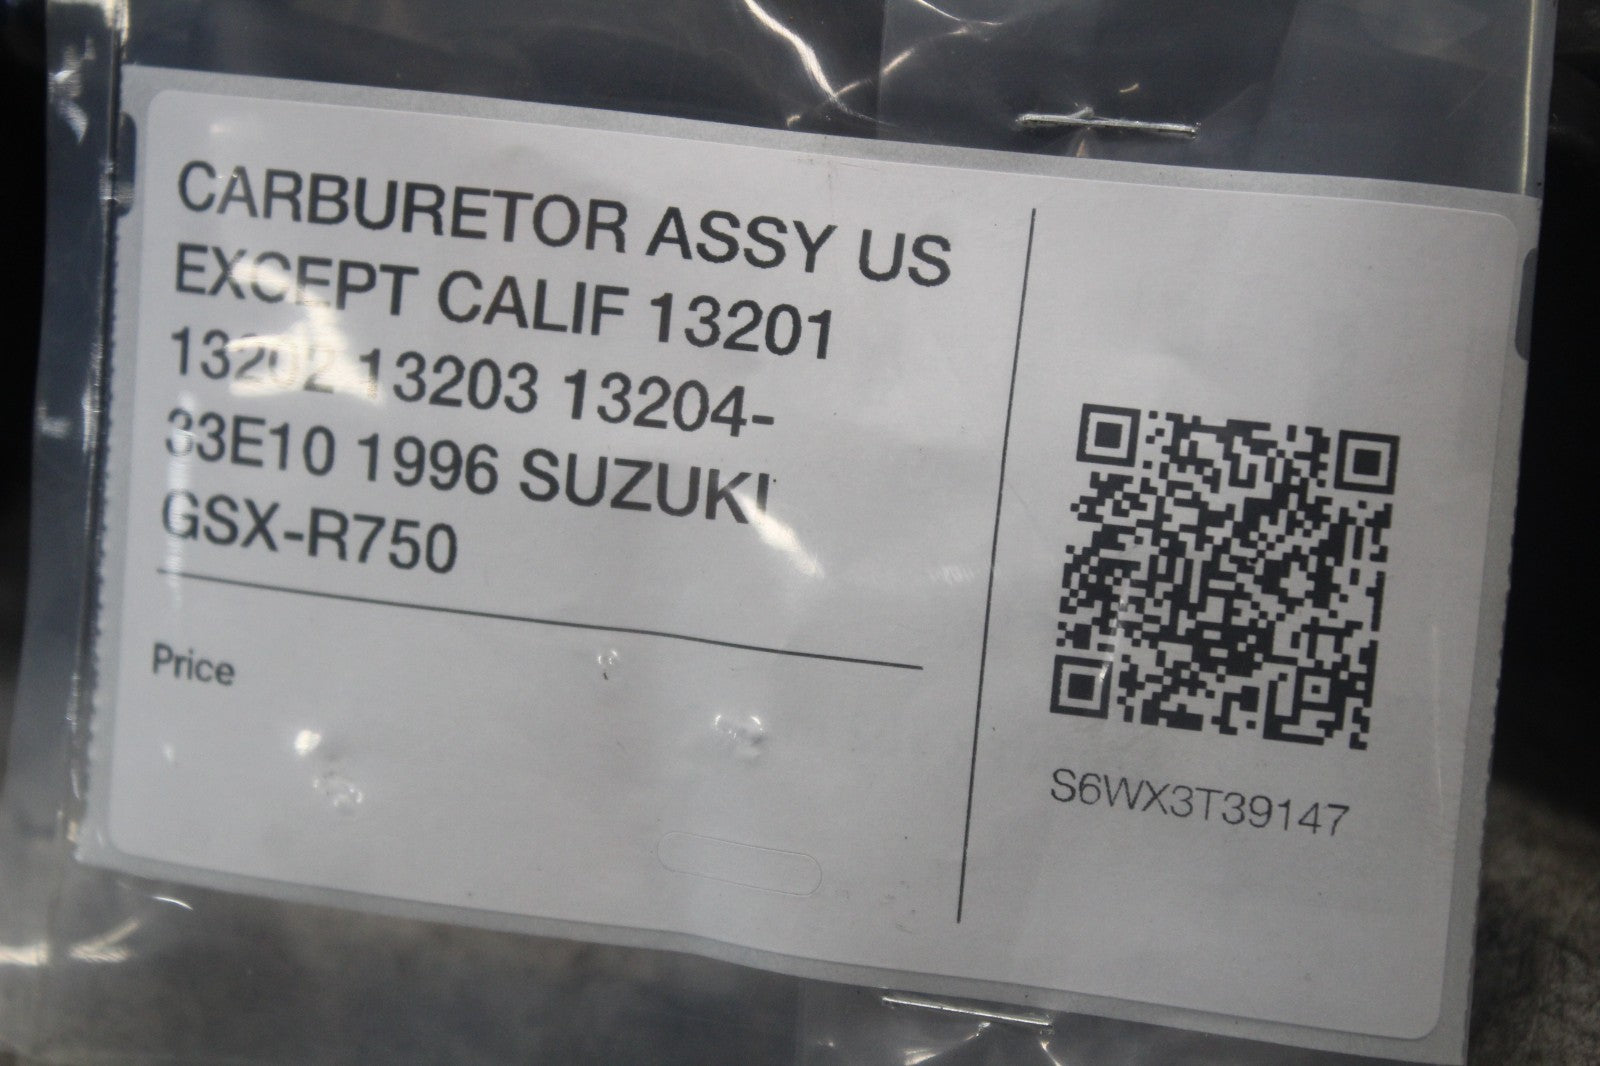 CARBURETOR ASSY US
EXCEPT CALIF 13201
13202 13203 13204-
33E10 1996 SUZUKI
GSX-R750
Price
S6WX3T39147